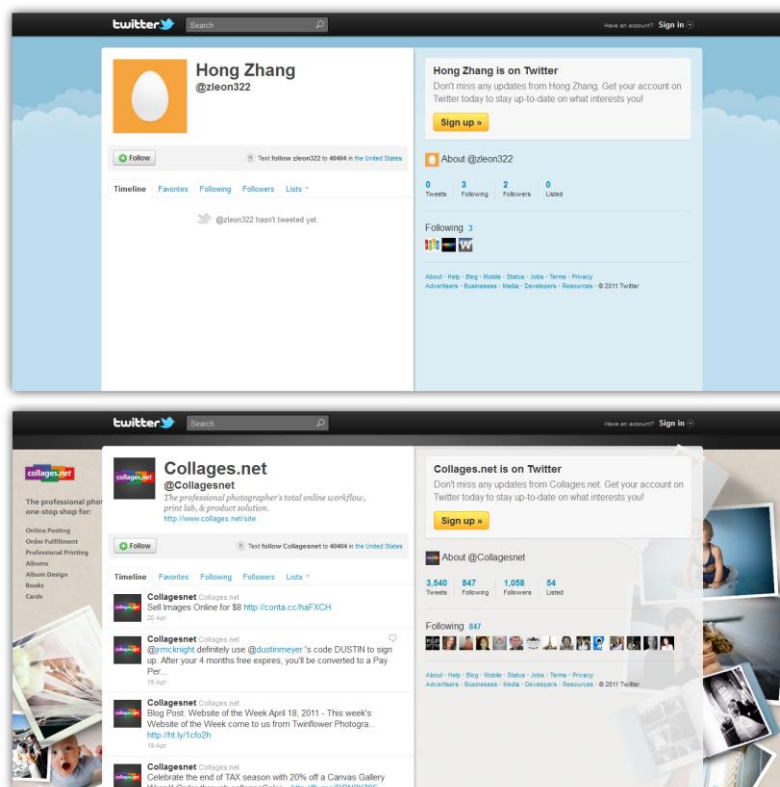 twitter
Search
Have an account? Sign in
Hong Zhang
@zleon322
Follow
Text follow zleon322 to 40404 in the United States
Timeline Favorites Following Followers Lists
@zleon322 hasn't tweeted yet.
Hong Zhang is on Twitter
Don't miss any updates from Hong Zhang. Get your account on
Twitter today to stay up-to-date on what interests you!
Sign up »
About @zleon322
0 3 2 0
Tweets Following Followers Listed
Following 3
W
About · Help · Blog · Mobile · Status · Jobs · Terms · Privacy
Advertisers · Businesses · Media · Developers · Resources · © 2011 Twitter
twitter
Search
Have an account? Sign in
collages.net
The professional phot
one-stop shop for:
Online Posting
Order Fulfillment
Professional Printing
Albums
Album Design
Books
Cards
collages.net
Collages.net
@Collagesnet
The professional photographer's total online workflow,
print lab, & product solution.
http://www.collages.net/site
Follow
Text follow Collagesnet to 40404 in the United States
Timeline Favorites Following Followers Lists
Collagesnet Collages.net
Sell Images Online for $8 http://conta.cc/haFXCH
20 Apr
Collagesnet Collages.net
@jrmcknight definitely use @dustinmeyer 's code DUSTIN to sign
up. After your 4 months free expires, you'll be converted to a Pay
Per...
19 Apr
Collagesnet Collages.net
Blog Post: Website of the Week April 18, 2011 - This week's
Website of the Week come to us from Twinflower Photogra...
http://ht.ly/1cfo2h
19 Apr
Collagesnet Collages.net
Celebrate the end of TAX season with 20% off a Canvas Gallery
Collages.net is on Twitter
Don't miss any updates from Collages.net. Get your account on
Twitter today to stay up-to-date on what interests you!
Sign up »
About @Collagesnet
3,540 847 1,058 54
Tweets Following Followers Listed
Following 847
About · Help · Blog · Mobile · Status · Jobs · Terms · Privacy
Advertisers · Businesses · Media · Developers · Resources · © 2011 Twitter